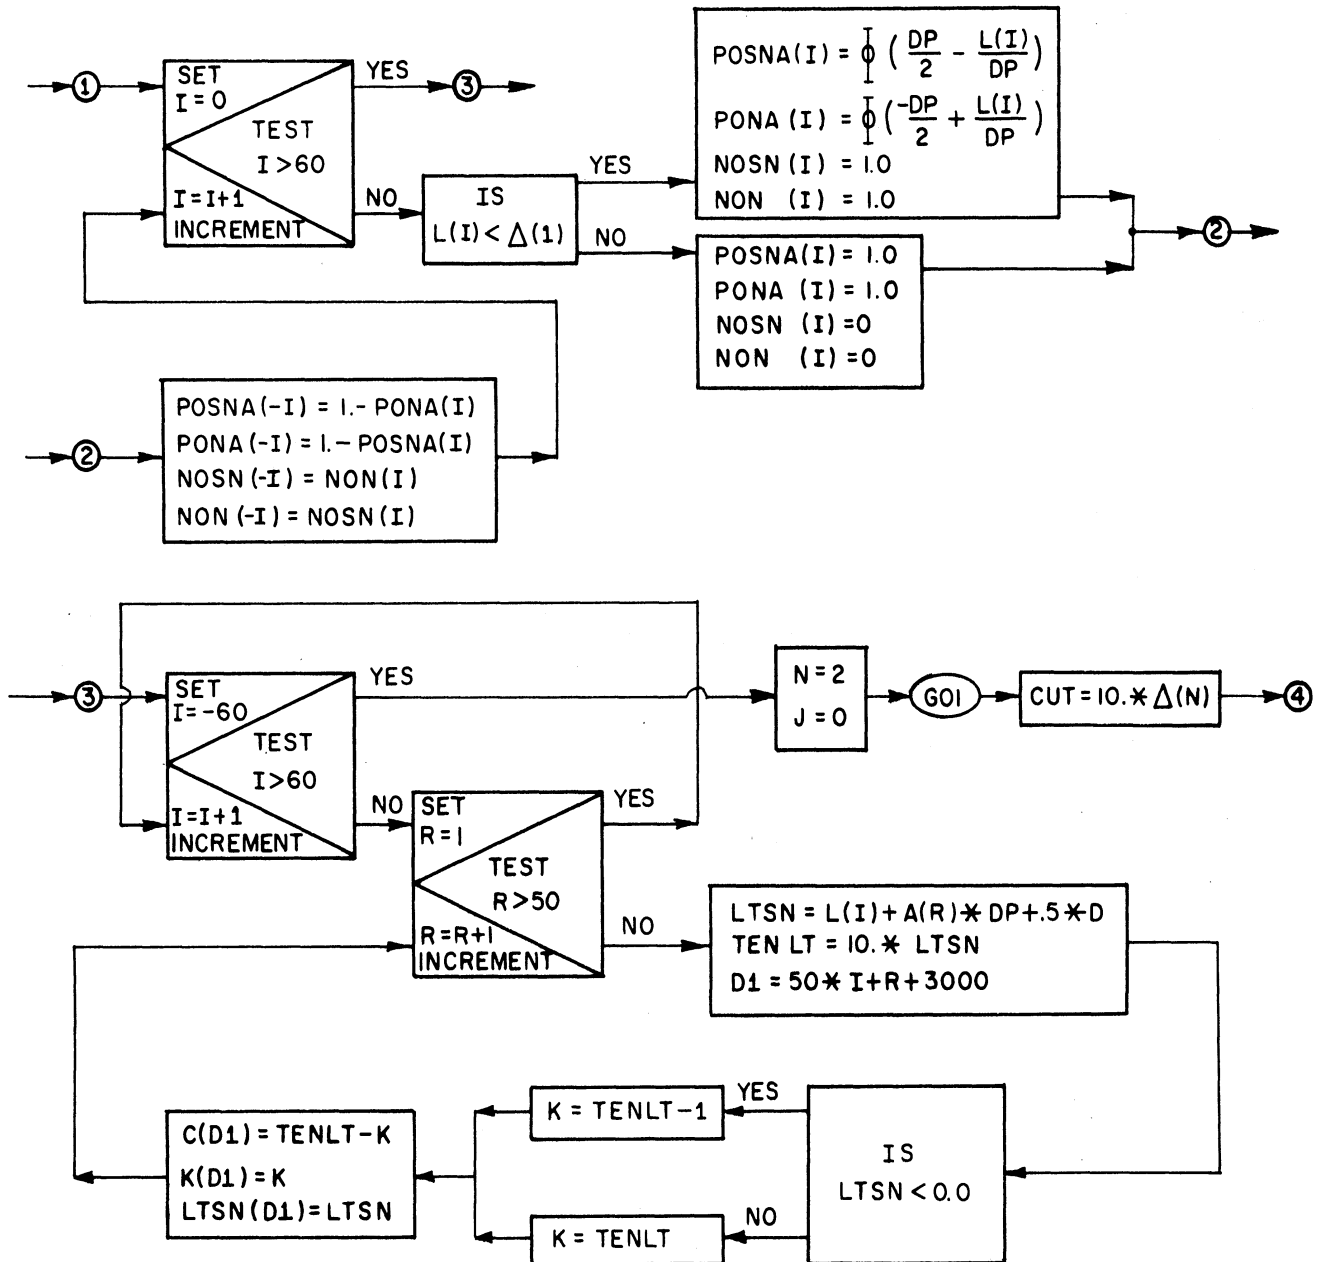 1
SET
I=0
TEST
I>60
I=I+1
INCREMENT
YES
3
NO
IS
L(I)<Δ(1)
YES
NO
POSNA(I) = Φ ( DP/2 - L(I)/DP )
PONA (I) = Φ ( -DP/2 + L(I)/DP )
NOSN (I) = 1.0
NON (I) = 1.0
POSNA(I) = 1.0
PONA (I) = 1.0
NOSN (I) =0
NON (I) =0
2
2
POSNA(-I) = 1.- PONA(I)
PONA(-I) = 1.- POSNA(I)
NOSN(-I) = NON(I)
NON(-I) = NOSN(I)
3
SET
I=-60
TEST
I>60
I=I+1
INCREMENT
YES
NO
N=2
J=0
GO1
CUT=10.* Δ(N)
4
SET
R=1
TEST
R>50
R=R+1
INCREMENT
YES
NO
LTSN = L(I)+A(R)* DP+.5*D
TEN LT = 10.* LTSN
D1 = 50* I+R+3000
IS
LTSN<0.0
YES
NO
K = TENLT-1
K = TENLT
C(D1) = TENLT-K
K(D1) = K
LTSN(D1)=LTSN